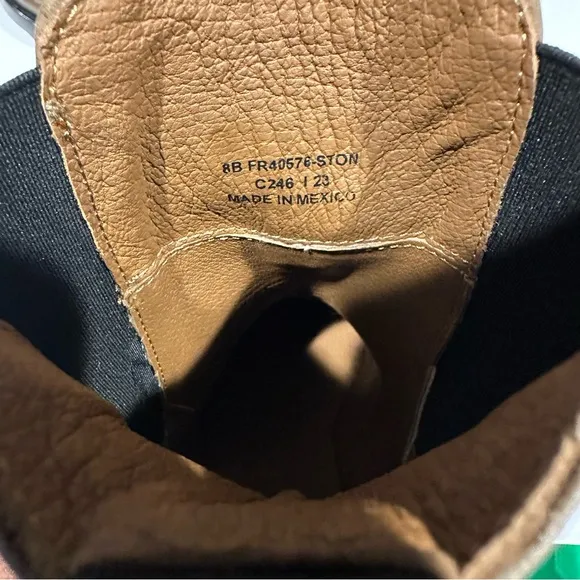 8B FR40576-STON
C246 I 23
MADE IN MEXICO